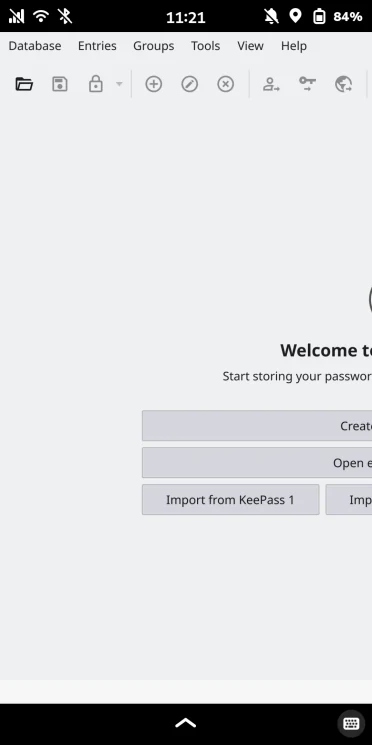 11:21 84%
Database Entries Groups Tools View Help
Welcome to
Start storing your passwor
Creat
Open e
Import from KeePass 1 Imp